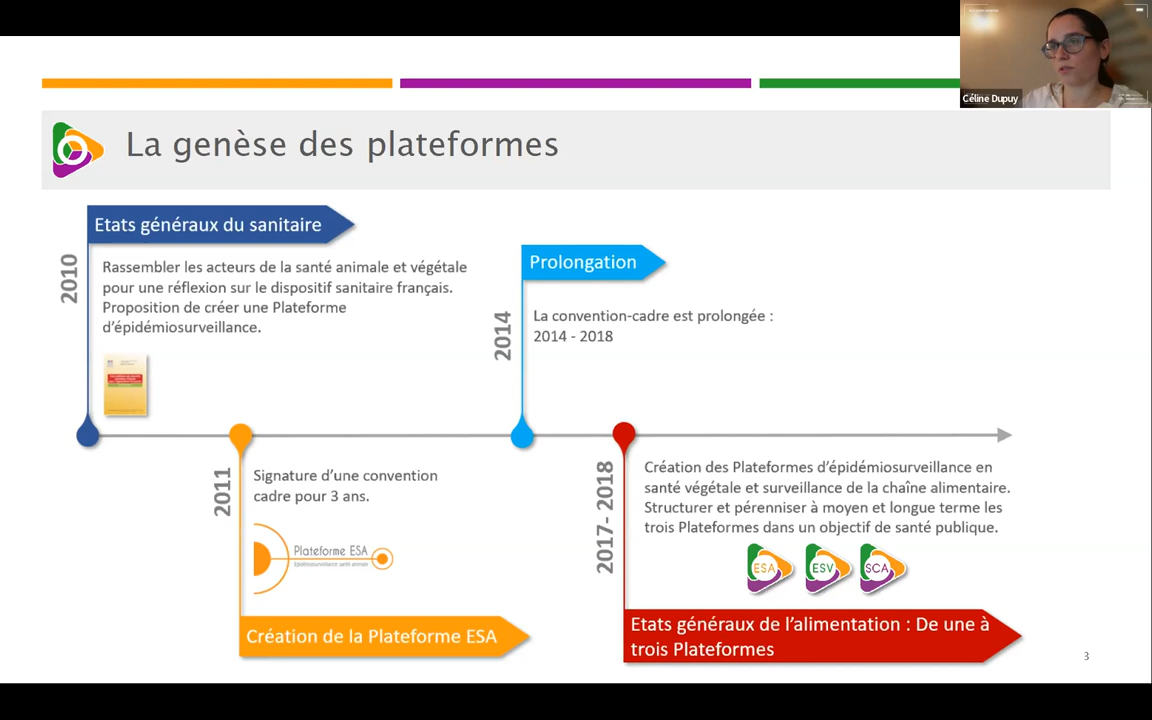 Céline Dupuy
La genèse des plateformes
Etats généraux du sanitaire
2010
Rassembler les acteurs de la santé animale et végétale
pour une réflexion sur le dispositif sanitaire français.
Proposition de créer une Plateforme
d'épidémiosurveillance.
Prolongation
2014
La convention-cadre est prolongée :
2014 - 2018
2011
Signature d'une convention
cadre pour 3 ans.
Plateforme ESA
Epidémiosurveillance santé animale
Création de la Plateforme ESA
2017- 2018
Création des Plateformes d'épidémiosurveillance en
santé végétale et surveillance de la chaîne alimentaire.
Structurer et pérenniser à moyen et longue terme les
trois Plateformes dans un objectif de santé publique.
ESA
ESV
SCA
Etats généraux de l'alimentation : De une à
trois Plateformes
3